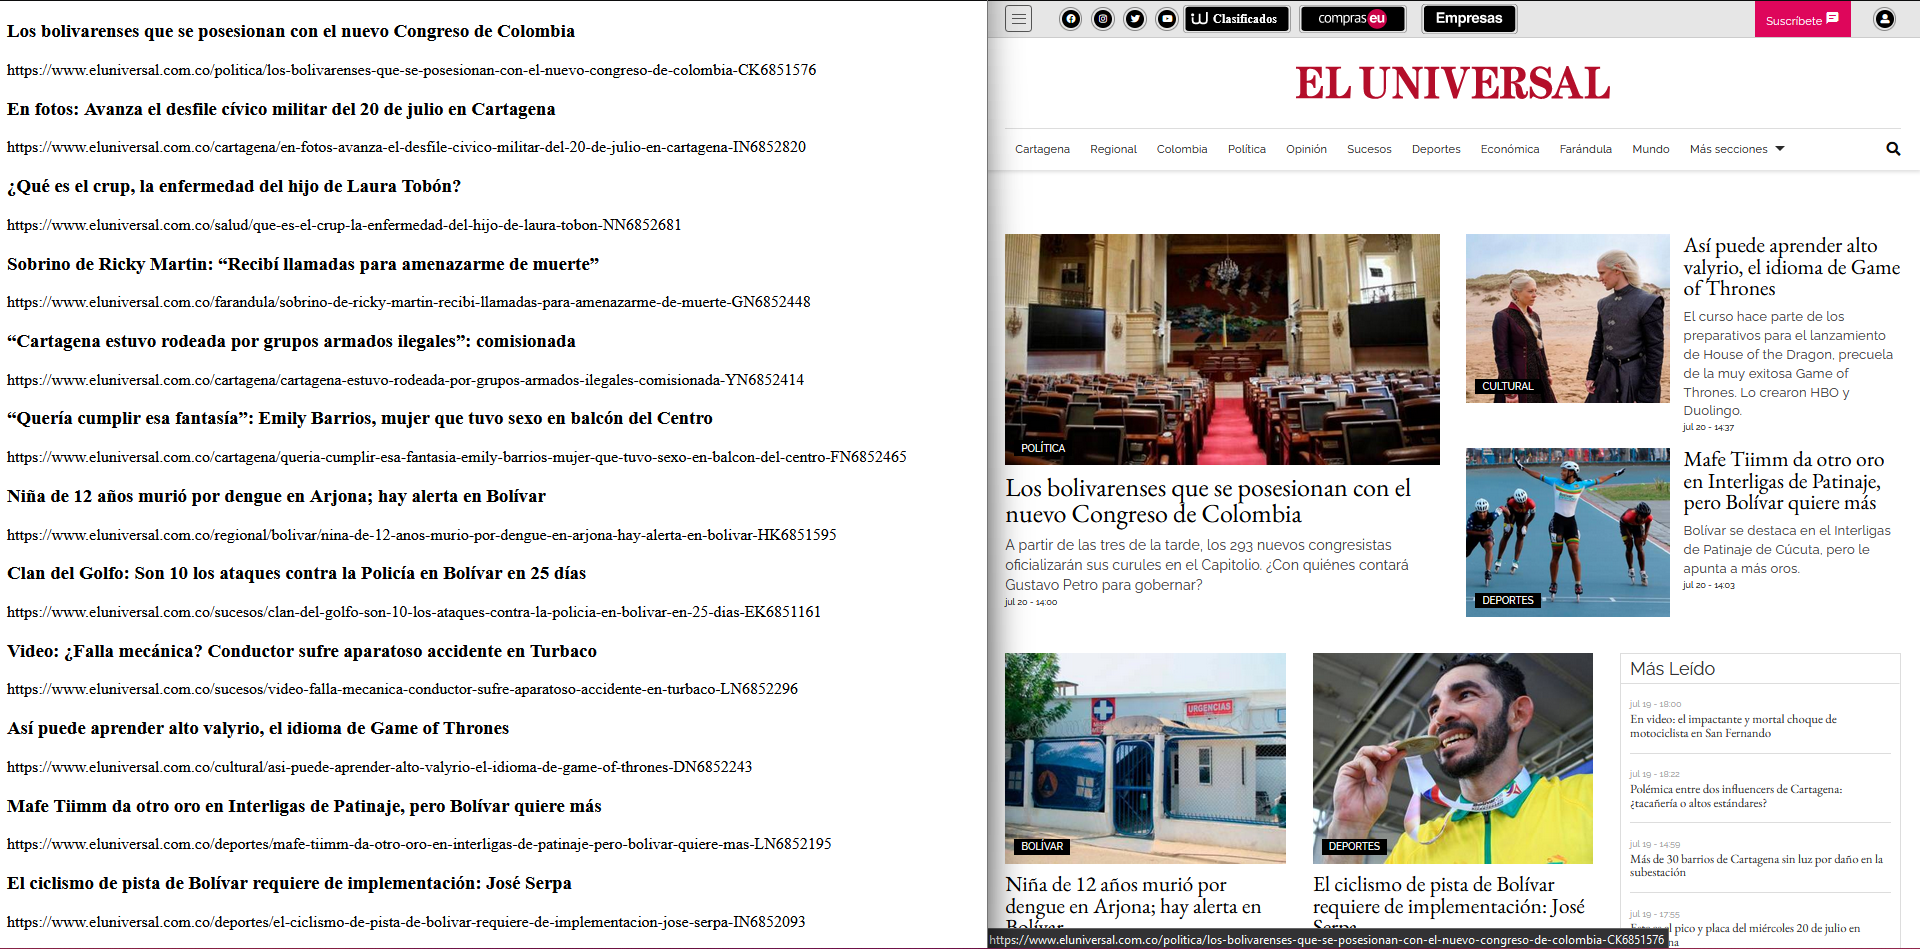 Los bolivarenses que se posesionan con el nuevo Congreso de Colombia
https://www.eluniversal.com.co/politica/los-bolivarenses-que-se-posesionan-con-el-nuevo-congreso-de-colombia-CK6851576
En fotos: Avanza el desfile cívico militar del 20 de julio en Cartagena
https://www.eluniversal.com.co/cartagena/en-fotos-avanza-el-desfile-civico-militar-del-20-de-julio-en-cartagena-IN6852820
¿Qué es el crup, la enfermedad del hijo de Laura Tobón?
https://www.eluniversal.com.co/salud/que-es-el-crup-la-enfermedad-del-hijo-de-laura-tobon-NN6852681
Sobrino de Ricky Martin: “Recibí llamadas para amenazarme de muerte”
https://www.eluniversal.com.co/farandula/sobrino-de-ricky-martin-recibi-llamadas-para-amenazarme-de-muerte-GN6852448
“Cartagena estuvo rodeada por grupos armados ilegales”: comisionada
https://www.eluniversal.com.co/cartagena/cartagena-estuvo-rodeada-por-grupos-armados-ilegales-comisionada-YN6852414
“Quería cumplir esa fantasía”: Emily Barrios, mujer que tuvo sexo en balcón del Centro
https://www.eluniversal.com.co/cartagena/queria-cumplir-esa-fantasia-emily-barrios-mujer-que-tuvo-sexo-en-balcon-del-centro-FN6852465
Niña de 12 años murió por dengue en Arjona; hay alerta en Bolívar
https://www.eluniversal.com.co/regional/bolivar/nina-de-12-anos-murio-por-dengue-en-arjona-hay-alerta-en-bolivar-HK6851595
Clan del Golfo: Son 10 los ataques contra la Policía en Bolívar en 25 días
https://www.eluniversal.com.co/sucesos/clan-del-golfo-son-10-los-ataques-contra-la-policia-en-bolivar-en-25-dias-EK6851161
Video: ¿Falla mecánica? Conductor sufre aparatoso accidente en Turbaco
https://www.eluniversal.com.co/sucesos/video-falla-mecanica-conductor-sufre-aparatoso-accidente-en-turbaco-LN6852296
Así puede aprender alto valyrio, el idioma de Game of Thrones
https://www.eluniversal.com.co/cultural/asi-puede-aprender-alto-valyrio-el-idioma-de-game-of-thrones-DN6852243
Mafe Tiimm da otro oro en Interligas de Patinaje, pero Bolívar quiere más
https://www.eluniversal.com.co/deportes/mafe-tiimm-da-otro-oro-en-interligas-de-patinaje-pero-bolivar-quiere-mas-LN6852195
El ciclismo de pista de Bolívar requiere de implementación: José Serpa
https://www.eluniversal.com.co/deportes/el-ciclismo-de-pista-de-bolivar-requiere-de-implementacion-jose-serpa-IN6852093
Clasificados compras eu Empresas Suscríbete
EL UNIVERSAL
Cartagena Regional Colombia Política Opinión Sucesos Deportes Económica Farándula Mundo Más secciones
POLÍTICA
Los bolivarenses que se posesionan con el
nuevo Congreso de Colombia
A partir de las tres de la tarde, los 293 nuevos congresistas
oficializarán sus curules en el Capitolio. ¿Con quiénes contará
Gustavo Petro para gobernar?
jul 20 - 14:00
CULTURAL
Así puede aprender alto
valyrio, el idioma de Game
of Thrones
El curso hace parte de los
preparativos para el lanzamiento
de House of the Dragon, precuela
de la muy exitosa Game of
Thrones. Lo crearon HBO y
Duolingo.
jul 20 - 14:37
DEPORTES
Mafe Tiimm da otro oro
en Interligas de Patinaje,
pero Bolívar quiere más
Bolívar se destaca en el Interligas
de Patinaje de Cúcuta, pero le
apunta a más oros.
jul 20 - 14:03
URGENCIAS
BOLÍVAR
Niña de 12 años murió por
dengue en Arjona; hay alerta en
Bolívar
DEPORTES
El ciclismo de pista de Bolívar
requiere de implementación: José
Serpa
Más Leído
jul 19 - 18:00
En video: el impactante y mortal choque de
motociclista en San Fernando
jul 19 - 18:22
Polémica entre dos influencers de Cartagena:
¿tacañería o altos estándares?
jul 19 - 14:59
Más de 30 barrios de Cartagena sin luz por daño en la
subestación
jul 19 - 17:55
pico y placa del miércoles 20 de julio en
https://www.eluniversal.com.co/politica/los-bolivarenses-que-se-posesionan-con-el-nuevo-congreso-de-colombia-CK6851576